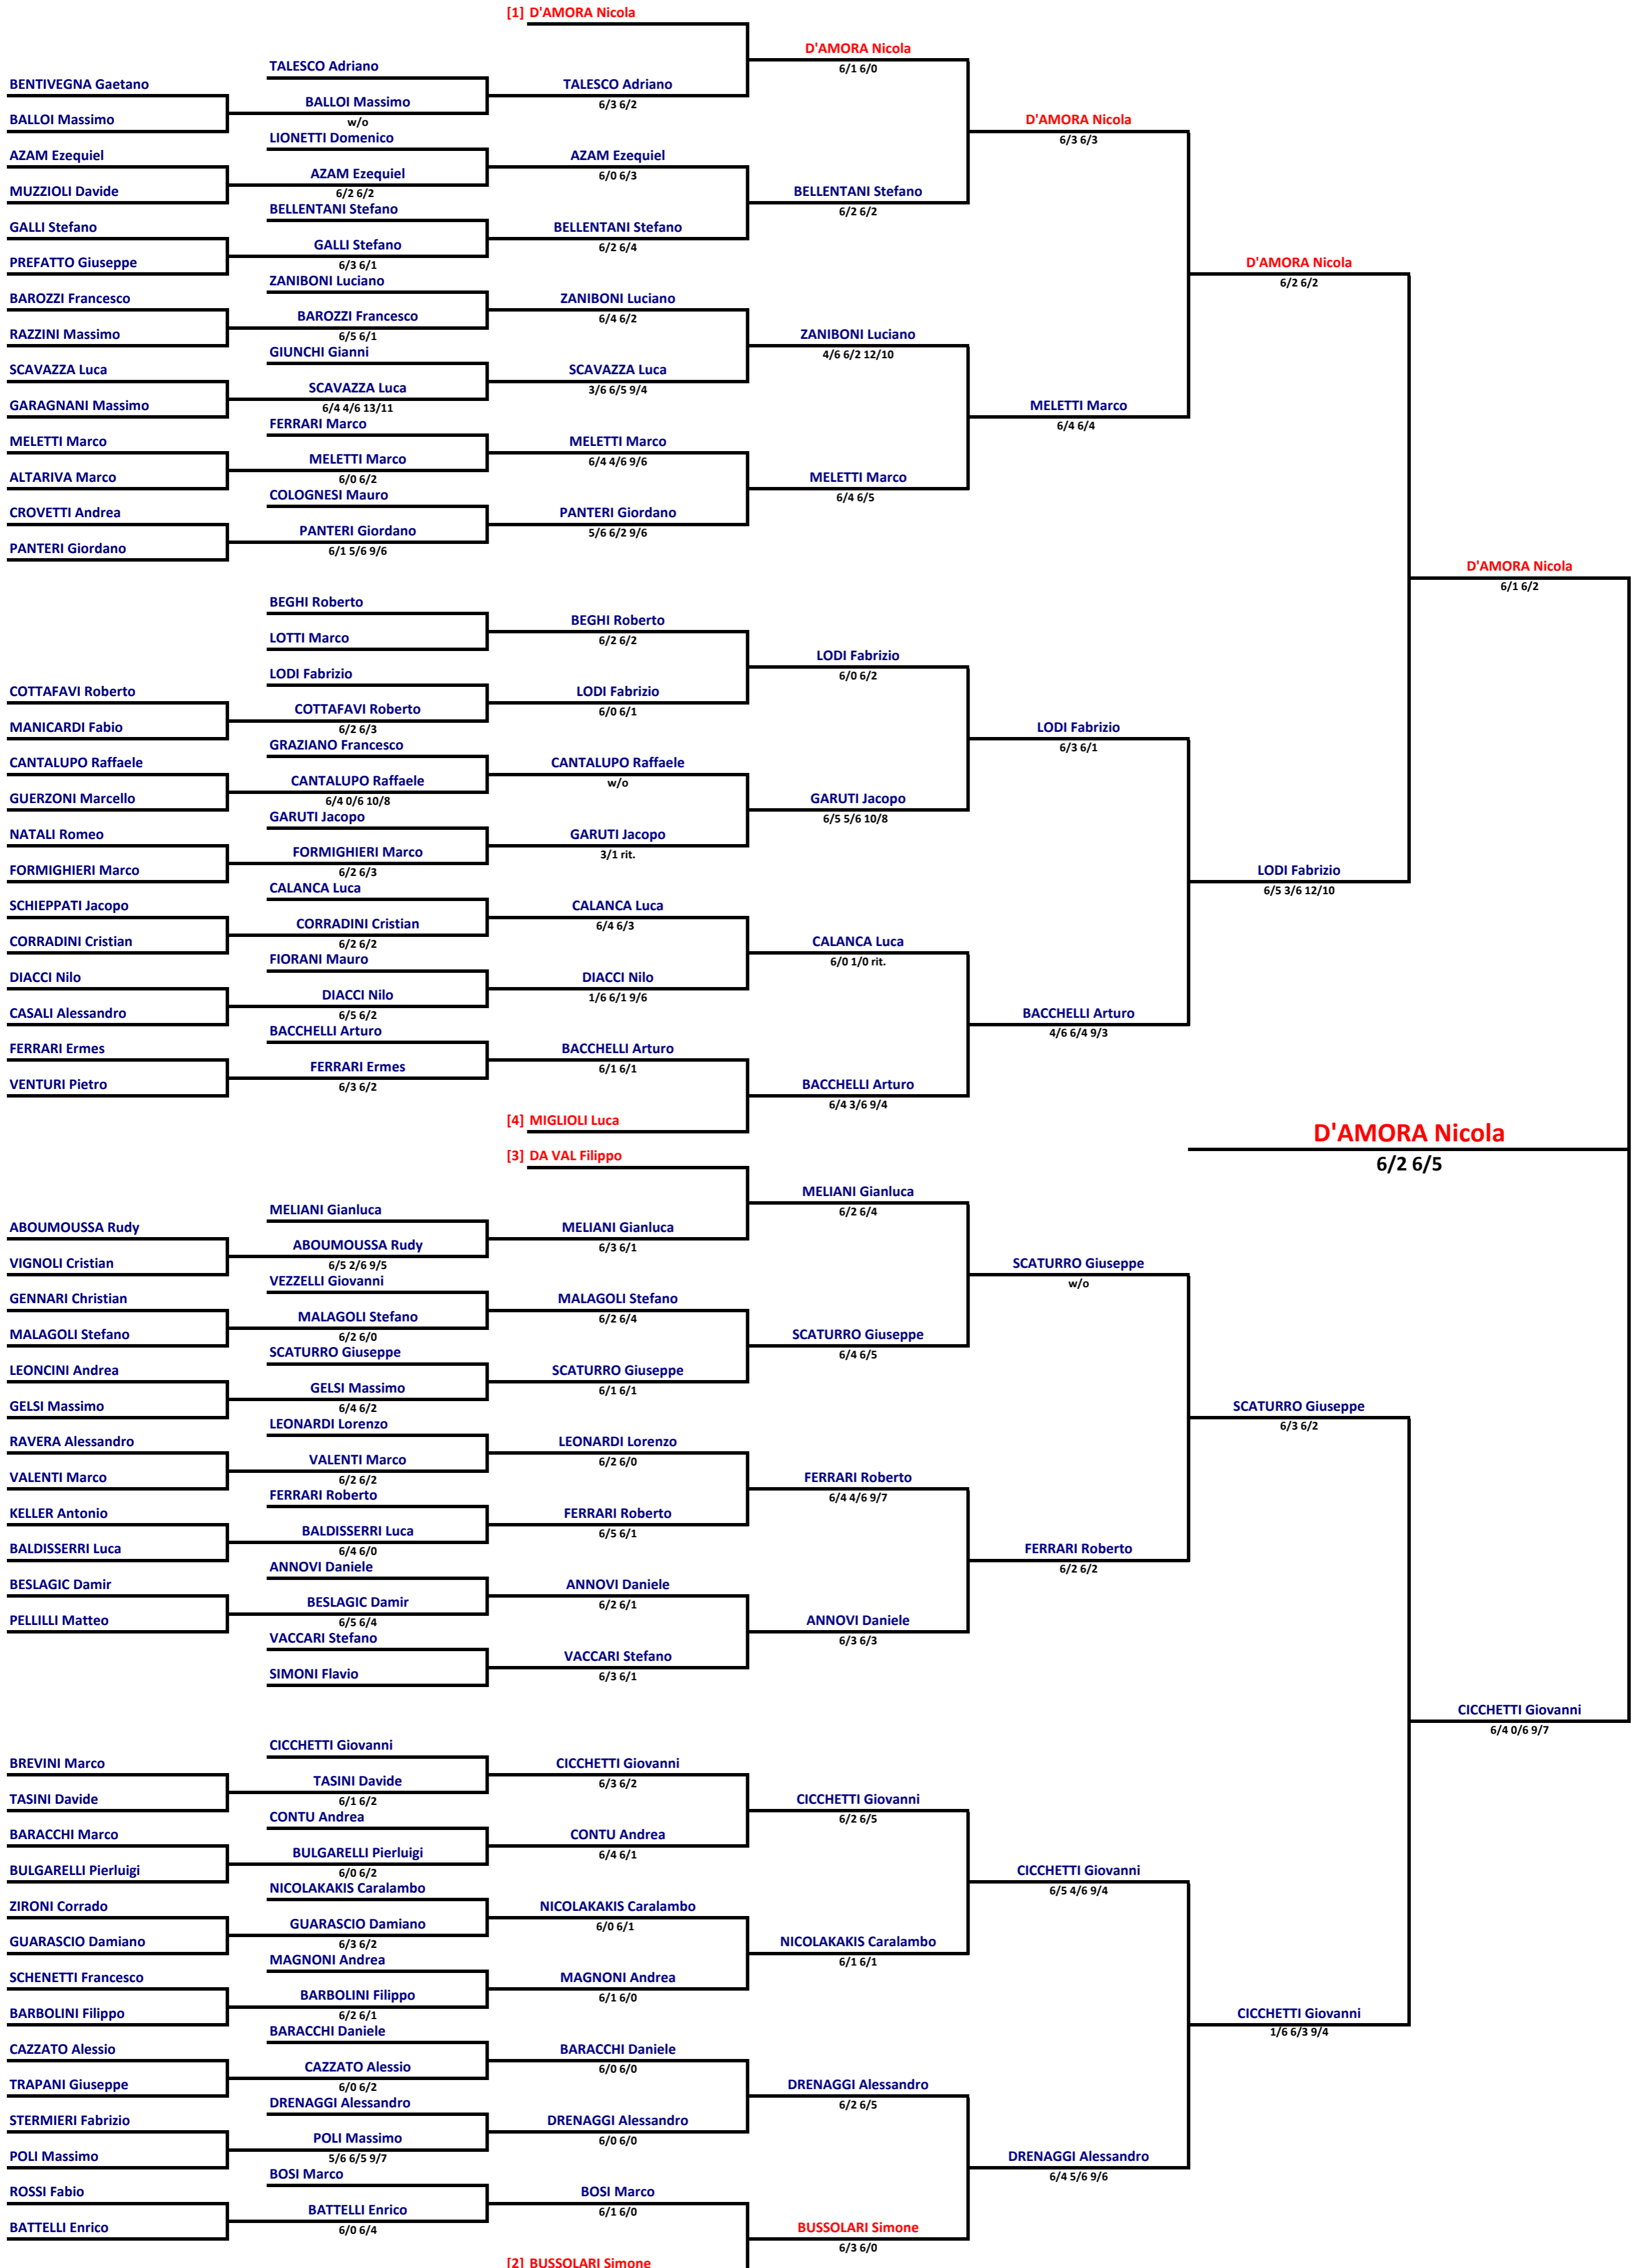 [1] D'AMORA Nicola
D'AMORA Nicola
6/1 6/0
TALESCO Adriano
BENTIVEGNA Gaetano
TALESCO Adriano
6/3 6/2
BALLOI Massimo
w/o
BALLOI Massimo
D'AMORA Nicola
6/3 6/3
LIONETTI Domenico
AZAM Ezequiel
AZAM Ezequiel
6/0 6/3
AZAM Ezequiel
6/2 6/2
MUZZIOLI Davide
BELLENTANI Stefano
6/2 6/2
BELLENTANI Stefano
GALLI Stefano
BELLENTANI Stefano
6/2 6/4
GALLI Stefano
6/3 6/1
PREFATTO Giuseppe
D'AMORA Nicola
6/2 6/2
ZANIBONI Luciano
BAROZZI Francesco
ZANIBONI Luciano
6/4 6/2
BAROZZI Francesco
6/5 6/1
RAZZINI Massimo
ZANIBONI Luciano
4/6 6/2 12/10
GIUNCHI Gianni
SCAVAZZA Luca
SCAVAZZA Luca
3/6 6/5 9/4
SCAVAZZA Luca
6/4 4/6 13/11
GARAGNANI Massimo
MELETTI Marco
6/4 6/4
FERRARI Marco
MELETTI Marco
MELETTI Marco
6/4 4/6 9/6
MELETTI Marco
6/0 6/2
ALTARIVA Marco
MELETTI Marco
6/4 6/5
COLOGNESI Mauro
CROVETTI Andrea
PANTERI Giordano
5/6 6/2 9/6
PANTERI Giordano
6/1 5/6 9/6
PANTERI Giordano
D'AMORA Nicola
6/1 6/2
BEGHI Roberto
BEGHI Roberto
6/2 6/2
LOTTI Marco
LODI Fabrizio
6/0 6/2
LODI Fabrizio
COTTAFAVI Roberto
LODI Fabrizio
6/0 6/1
COTTAFAVI Roberto
6/2 6/3
MANICARDI Fabio
LODI Fabrizio
6/3 6/1
GRAZIANO Francesco
CANTALUPO Raffaele
CANTALUPO Raffaele
w/o
CANTALUPO Raffaele
6/4 0/6 10/8
GUERZONI Marcello
GARUTI Jacopo
6/5 5/6 10/8
GARUTI Jacopo
NATALI Romeo
GARUTI Jacopo
3/1 rit.
FORMIGHIERI Marco
6/2 6/3
FORMIGHIERI Marco
LODI Fabrizio
6/5 3/6 12/10
CALANCA Luca
SCHIEPPATI Jacopo
CALANCA Luca
6/4 6/3
CORRADINI Cristian
6/2 6/2
CORRADINI Cristian
CALANCA Luca
6/0 1/0 rit.
FIORANI Mauro
DIACCI Nilo
DIACCI Nilo
1/6 6/1 9/6
DIACCI Nilo
6/5 6/2
CASALI Alessandro
BACCHELLI Arturo
4/6 6/4 9/3
BACCHELLI Arturo
FERRARI Ermes
BACCHELLI Arturo
6/1 6/1
FERRARI Ermes
6/3 6/2
VENTURI Pietro
BACCHELLI Arturo
6/4 3/6 9/4
[4] MIGLIOLI Luca
D'AMORA Nicola
6/2 6/5
[3] DA VAL Filippo
MELIANI Gianluca
6/2 6/4
MELIANI Gianluca
ABOUMOUSSA Rudy
MELIANI Gianluca
6/3 6/1
ABOUMOUSSA Rudy
6/5 2/6 9/5
VIGNOLI Cristian
SCATURRO Giuseppe
w/o
VEZZELLI Giovanni
GENNARI Christian
MALAGOLI Stefano
6/2 6/4
MALAGOLI Stefano
6/2 6/0
MALAGOLI Stefano
SCATURRO Giuseppe
6/4 6/5
SCATURRO Giuseppe
LEONCINI Andrea
SCATURRO Giuseppe
6/1 6/1
GELSI Massimo
6/4 6/2
GELSI Massimo
SCATURRO Giuseppe
6/3 6/2
LEONARDI Lorenzo
RAVERA Alessandro
LEONARDI Lorenzo
6/2 6/0
VALENTI Marco
6/2 6/2
VALENTI Marco
FERRARI Roberto
6/4 4/6 9/7
FERRARI Roberto
KELLER Antonio
FERRARI Roberto
6/5 6/1
BALDISSERRI Luca
6/4 6/0
BALDISSERRI Luca
FERRARI Roberto
6/2 6/2
ANNOVI Daniele
BESLAGIC Damir
ANNOVI Daniele
6/2 6/1
BESLAGIC Damir
6/5 6/4
PELLILLI Matteo
ANNOVI Daniele
6/3 6/3
VACCARI Stefano
VACCARI Stefano
6/3 6/1
SIMONI Flavio
CICCHETTI Giovanni
6/4 0/6 9/7
CICCHETTI Giovanni
BREVINI Marco
CICCHETTI Giovanni
6/3 6/2
TASINI Davide
6/1 6/2
TASINI Davide
CICCHETTI Giovanni
6/2 6/5
CONTU Andrea
BARACCHI Marco
CONTU Andrea
6/4 6/1
BULGARELLI Pierluigi
6/0 6/2
BULGARELLI Pierluigi
CICCHETTI Giovanni
6/5 4/6 9/4
NICOLAKAKIS Caralambo
ZIRONI Corrado
NICOLAKAKIS Caralambo
6/0 6/1
GUARASCIO Damiano
6/3 6/2
GUARASCIO Damiano
NICOLAKAKIS Caralambo
6/1 6/1
MAGNONI Andrea
SCHENETTI Francesco
MAGNONI Andrea
6/1 6/0
BARBOLINI Filippo
6/2 6/1
BARBOLINI Filippo
CICCHETTI Giovanni
1/6 6/3 9/4
BARACCHI Daniele
CAZZATO Alessio
BARACCHI Daniele
6/0 6/0
CAZZATO Alessio
6/0 6/2
TRAPANI Giuseppe
DRENAGGI Alessandro
6/2 6/5
DRENAGGI Alessandro
STERMIERI Fabrizio
DRENAGGI Alessandro
6/0 6/0
POLI Massimo
5/6 6/5 9/7
POLI Massimo
DRENAGGI Alessandro
6/4 5/6 9/6
BOSI Marco
ROSSI Fabio
BOSI Marco
6/1 6/0
BATTELLI Enrico
6/0 6/4
BATTELLI Enrico
BUSSOLARI Simone
6/3 6/0
[2] BUSSOLARI Simone